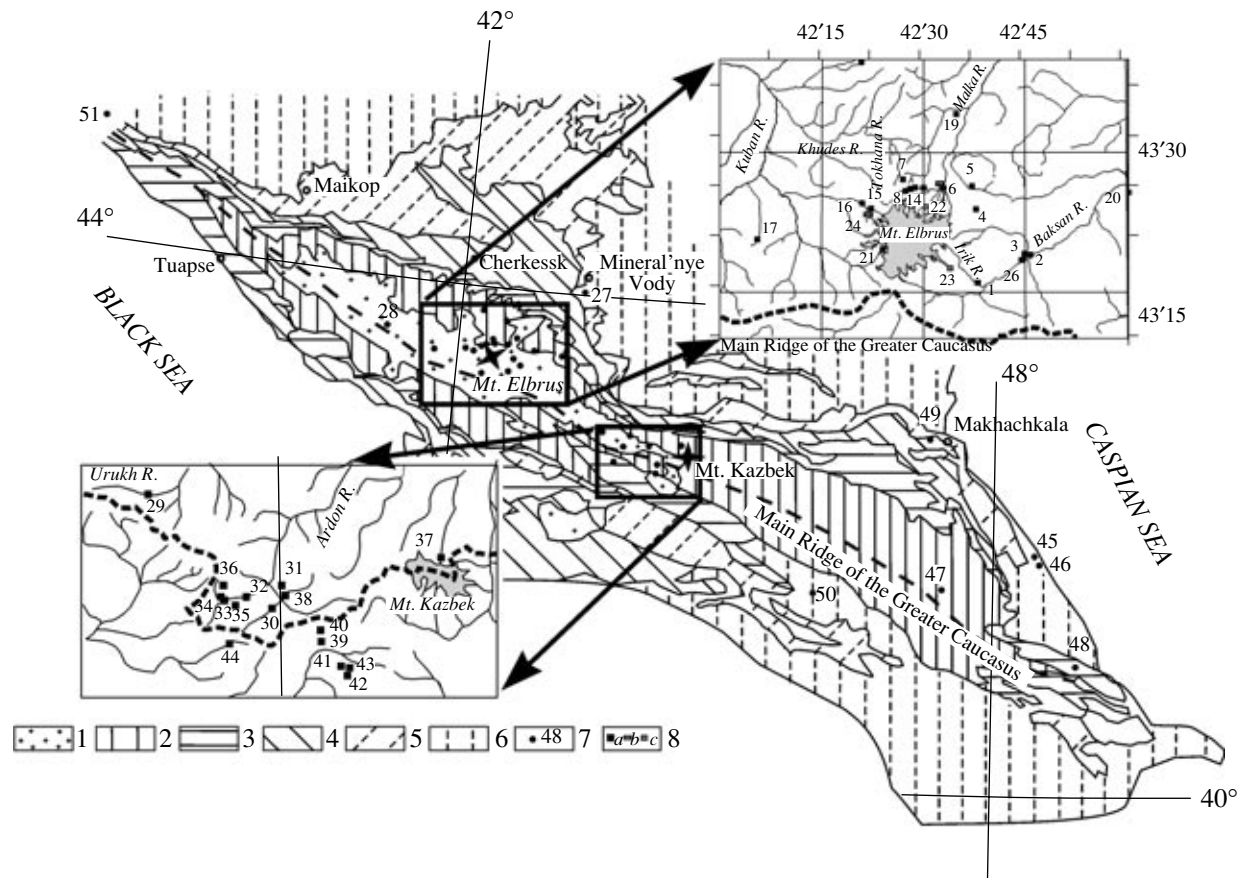 42°
42′15
42′30
42′45
51
Kuban R.
Malka R.
19
Khudes R.
Tokhana R.
43′30
7
5
6
20
Maikop
16
15
8
14
22
4
Baksan R.
24
Mt. Elbrus
44°
17
21
3
2
Irik R.
26
23
1
Tuapse
Cherkessk
Mineral'nye
Vody
27
43′15
BLACK SEA
28
Main Ridge of the Greater Caucasus
Mt. Elbrus
48°
49
Makhachkala
CASPIAN SEA
Urukh R.
29
Ardon R.
Mt. Kazbek
37
36
31
32
34
33
35
38
30
Mt. Kazbek
40
39
44
41
43
42
Main Ridge of the Greater Caucasus
45
46
47
50
48
1
2
3
4
5
6
48
7
a
b
c
8
40°